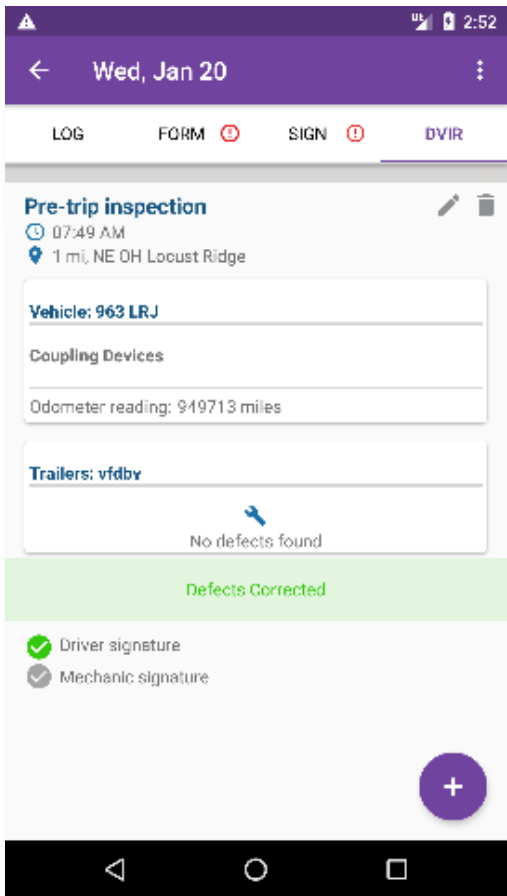 2:52
Wed, Jan 20
LOG
FORM
SIGN
DVIR
Pre-trip inspection
07:49 AM
1 mi, NE OH Locust Ridge
Vehicle: 963 LRJ
Coupling Devices
Odometer reading: 949713 miles
Trailers: vfdbv
No defects found
Defects Corrected
Driver signature
Mechanic signature